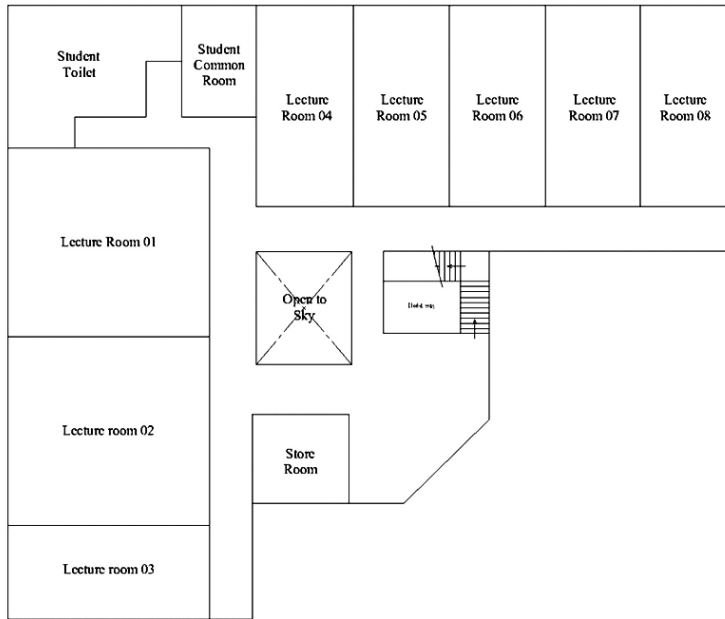 Student
Toilet
Student
Common
Room
Lecture
Room 04
Lecture
Room 05
Lecture
Room 06
Lecture
Room 07
Lecture
Room 08
Lecture Room 01
Open to
Sky
Lecture room 02
Store
Room
Lecture room 03